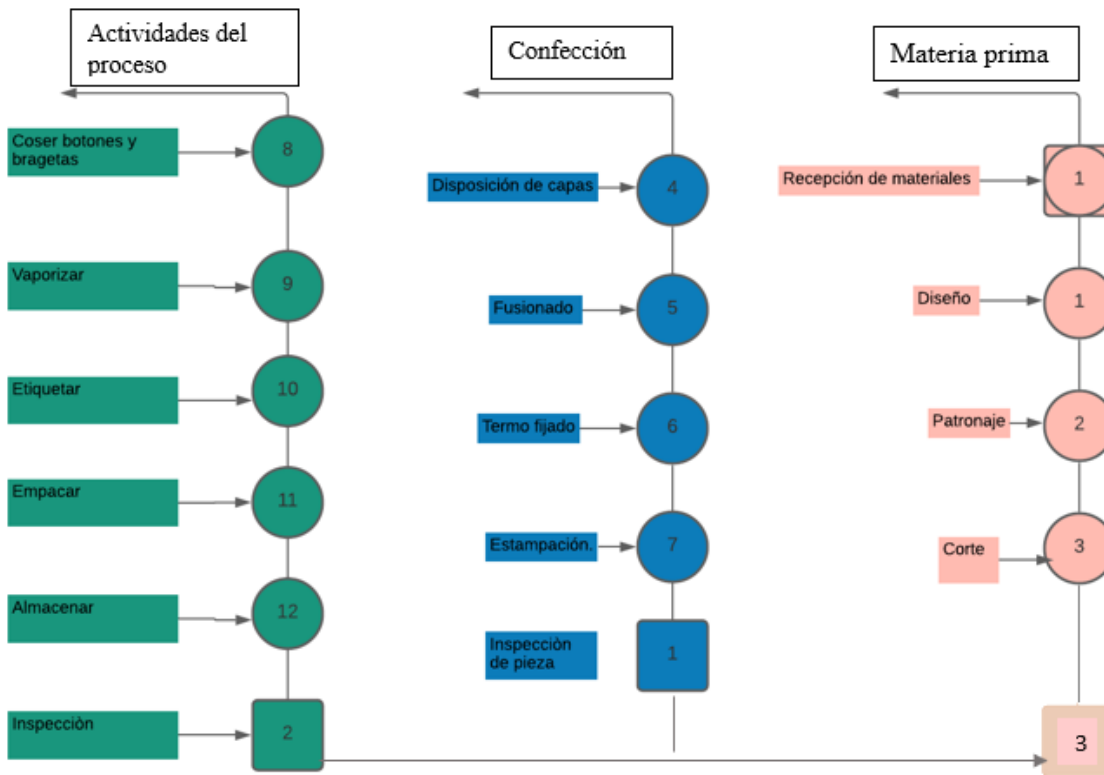 Actividades del
proceso
Coser botones y
bragetas
8
Vaporizar
9
Etiquetar
10
Empacar
11
Almacenar
12
Inspecciòn
2
Confección
Disposición de capas
4
Fusionado
5
Termo fijado
6
Estampación.
7
Inspecciòn
de pieza
1
Materia prima
Recepción de materiales
1
Diseño
1
Patronaje
2
Corte
3
3